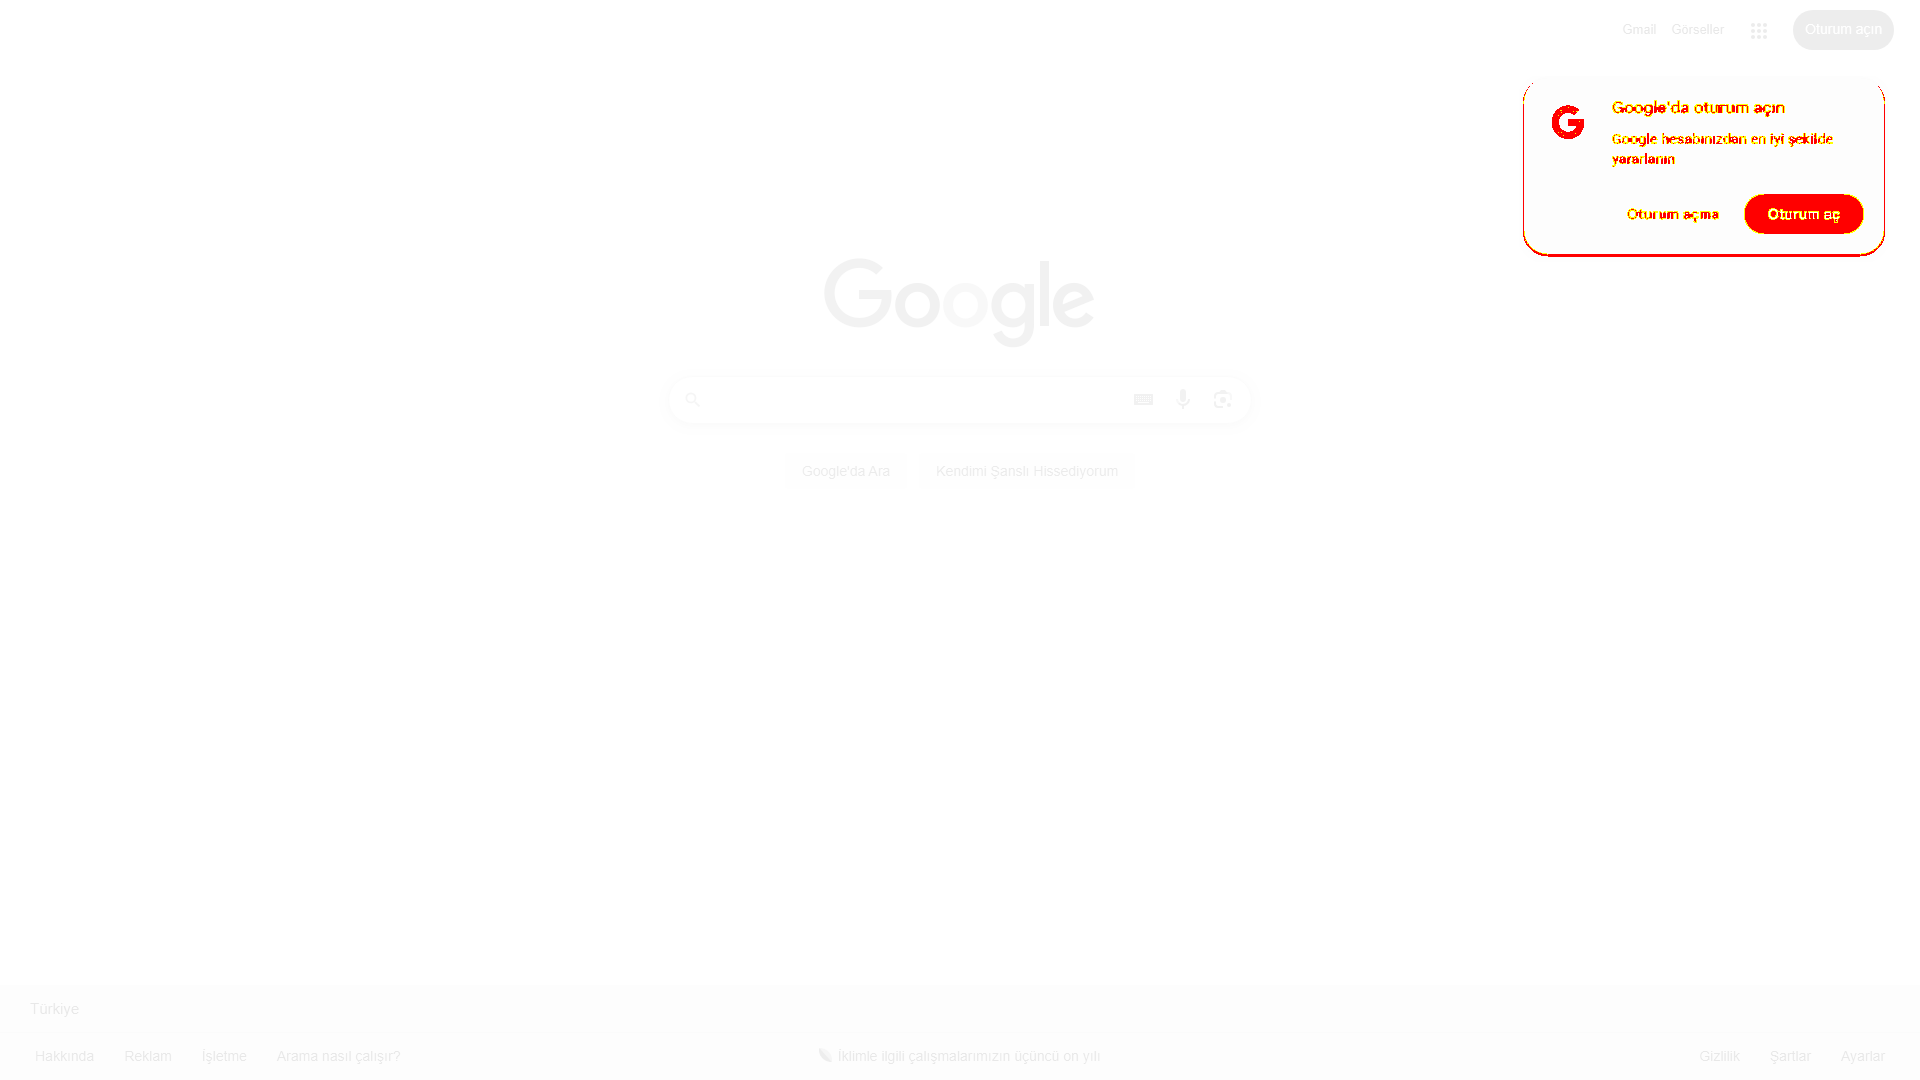 Gmail
Görseller
Oturum açın
Google'da oturum açın
Google hesabınızdan en iyi şekilde
yararlanın
Oturum açma
Oturum aç
Google
Google'da Ara
Kendimi Şanslı Hissediyorum
Türkiye
Hakkında
Reklam
İşletme
Arama nasıl çalışır?
İklimle ilgili çalışmalarımızın üçüncü on yılı
Gizlilik
Şartlar
Ayarlar